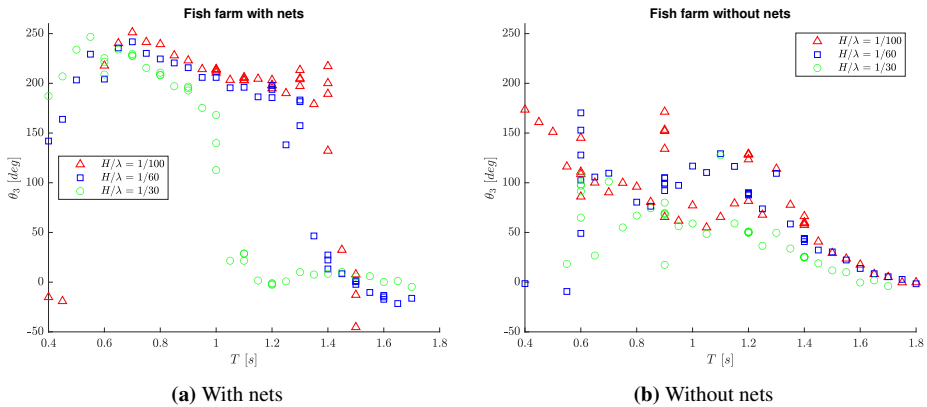 Fish farm with nets
250
200
150
100
50
0
-50
θ₃ [deg]
H/λ = 1/100
H/λ = 1/60
H/λ = 1/30
0.4 0.6 0.8 1 1.2 1.4 1.6 1.8
T [s]
(a) With nets
Fish farm without nets
250
200
150
100
50
0
-50
θ₃ [deg]
H/λ = 1/100
H/λ = 1/60
H/λ = 1/30
0.4 0.6 0.8 1 1.2 1.4 1.6 1.8
T [s]
(b) Without nets